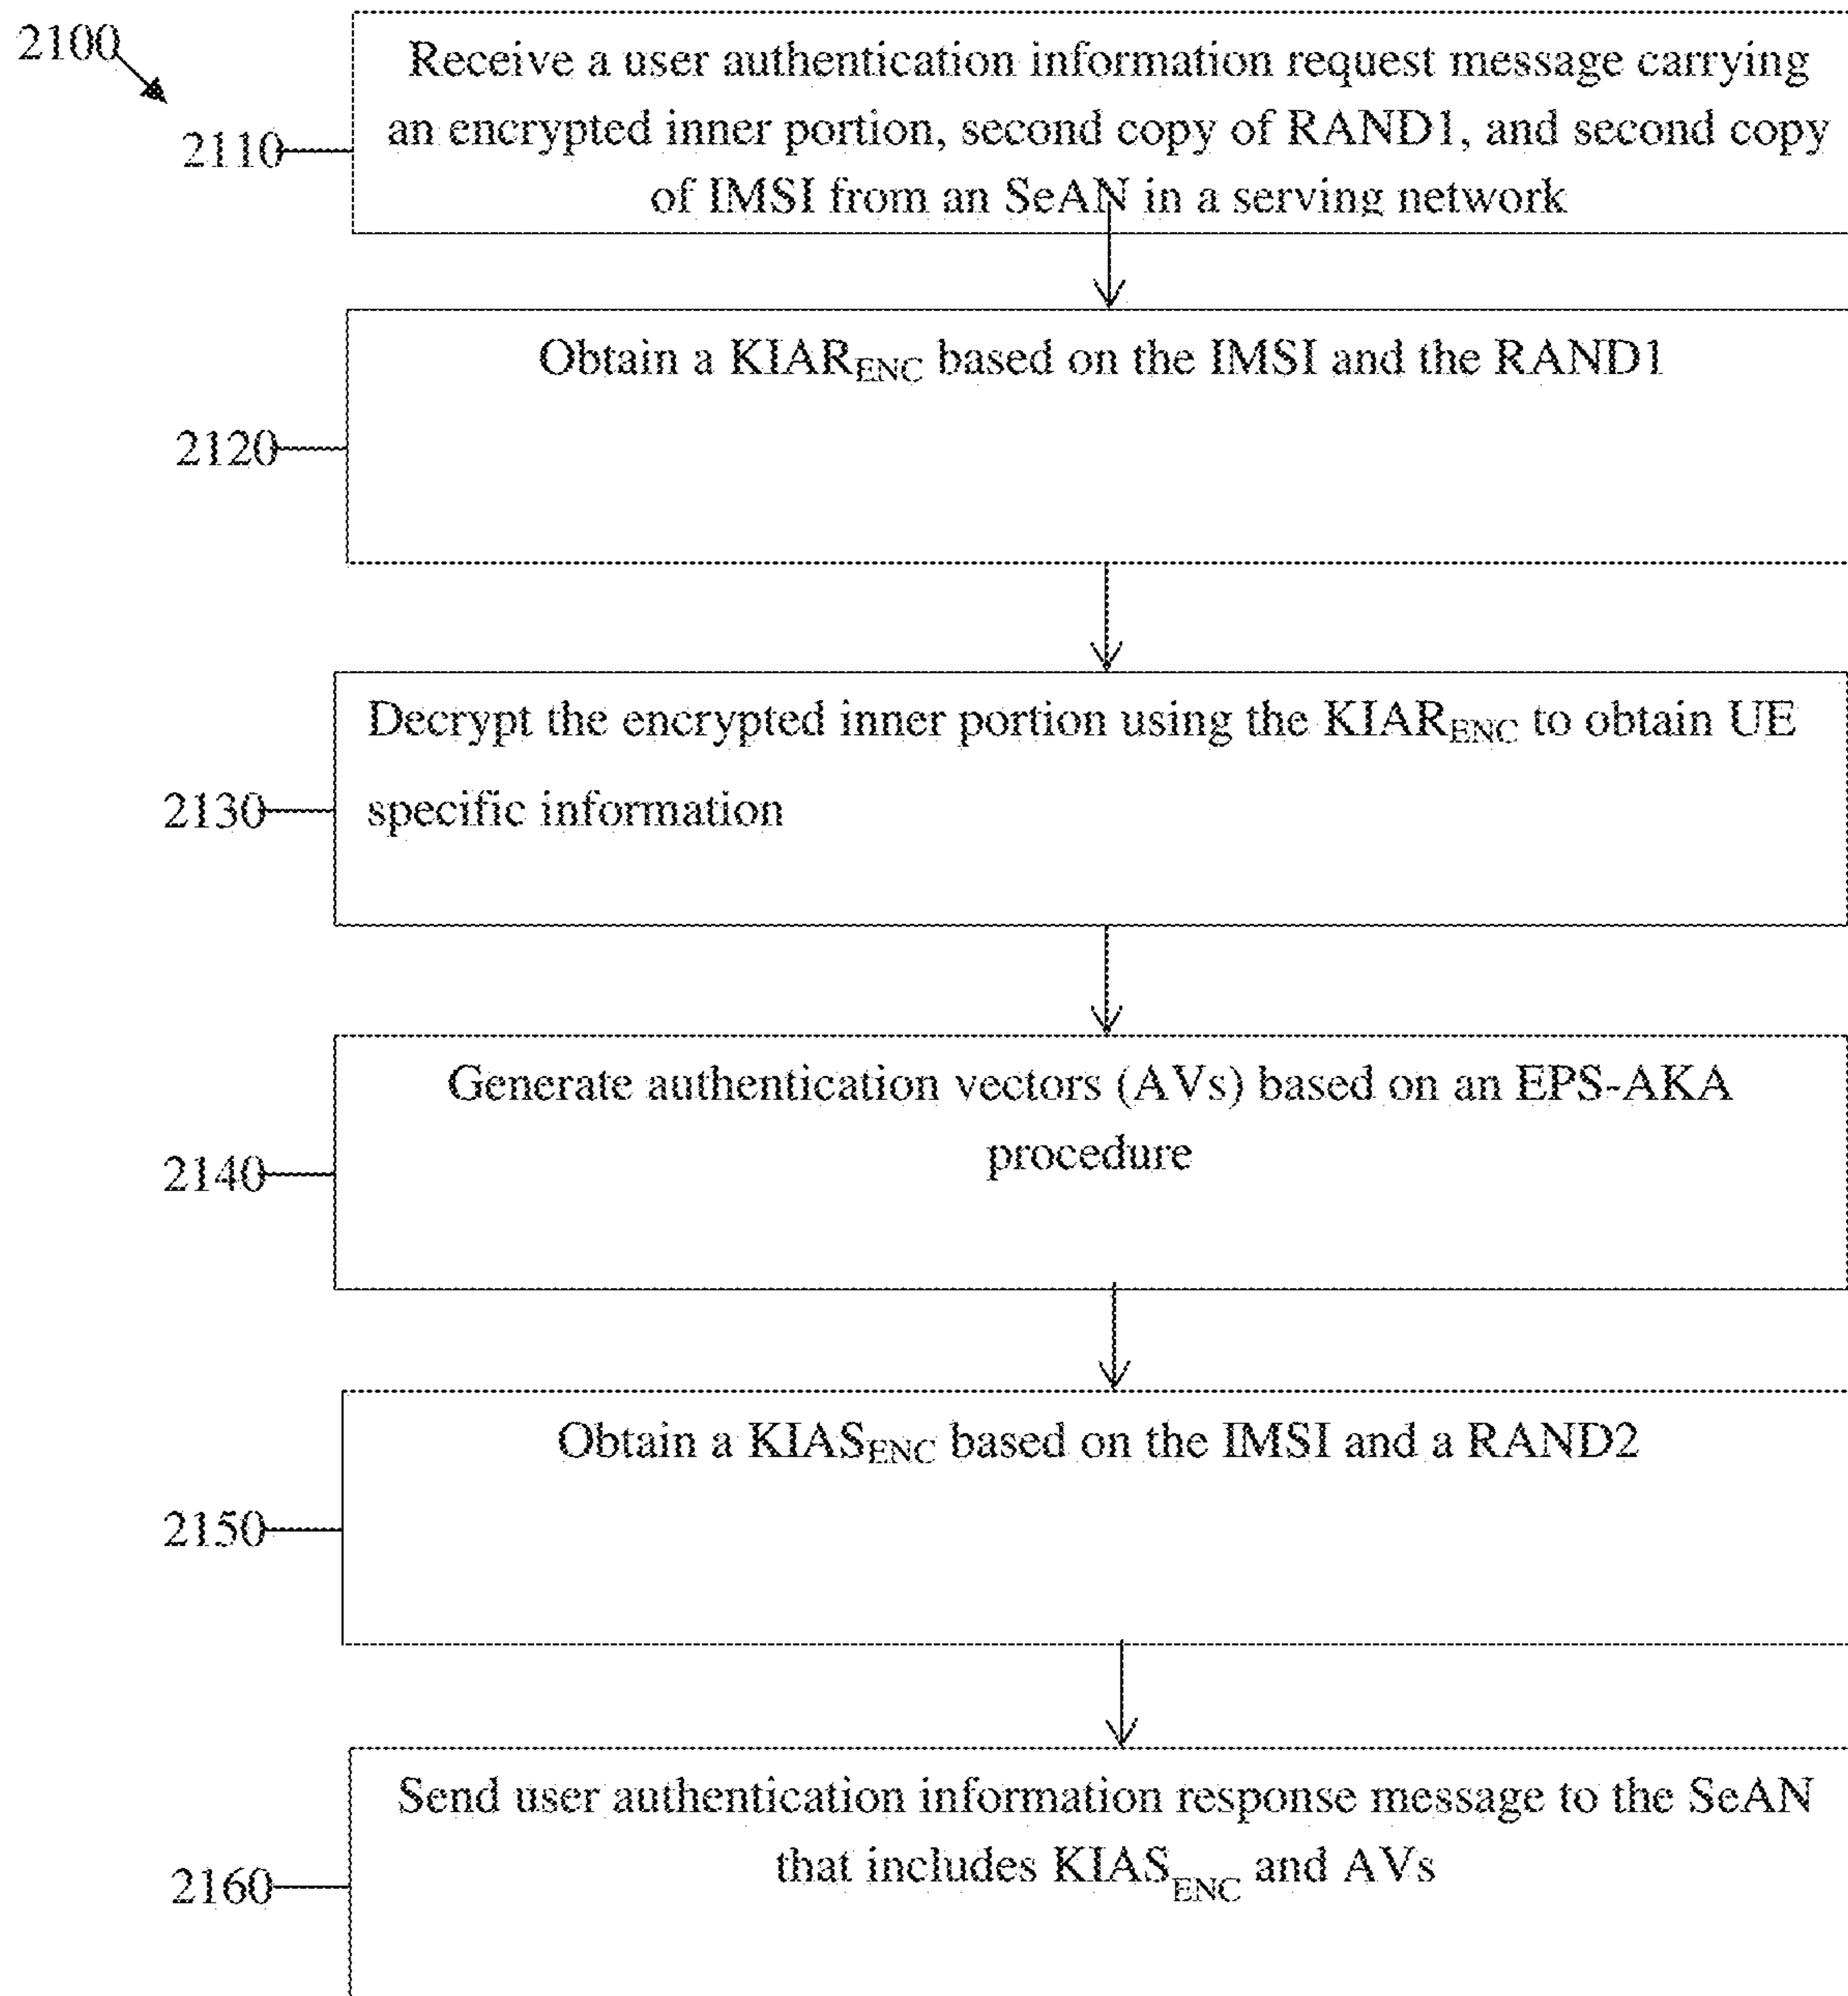 2100
Receive a user authentication information request message carrying
an encrypted inner portion, second copy of RAND1, and second copy
of IMSI from an SeAN in a serving network
2110
Obtain a KIARENC based on the IMSI and the RAND1
2120
Decrypt the encrypted inner portion using the KIARENC to obtain UE
specific information
2130
Generate authentication vectors (AVs) based on an EPS-AKA
procedure
2140
Obtain a KIASENC based on the IMSI and a RAND2
2150
Send user authentication information response message to the SeAN
that includes KIASENC and AVs
2160